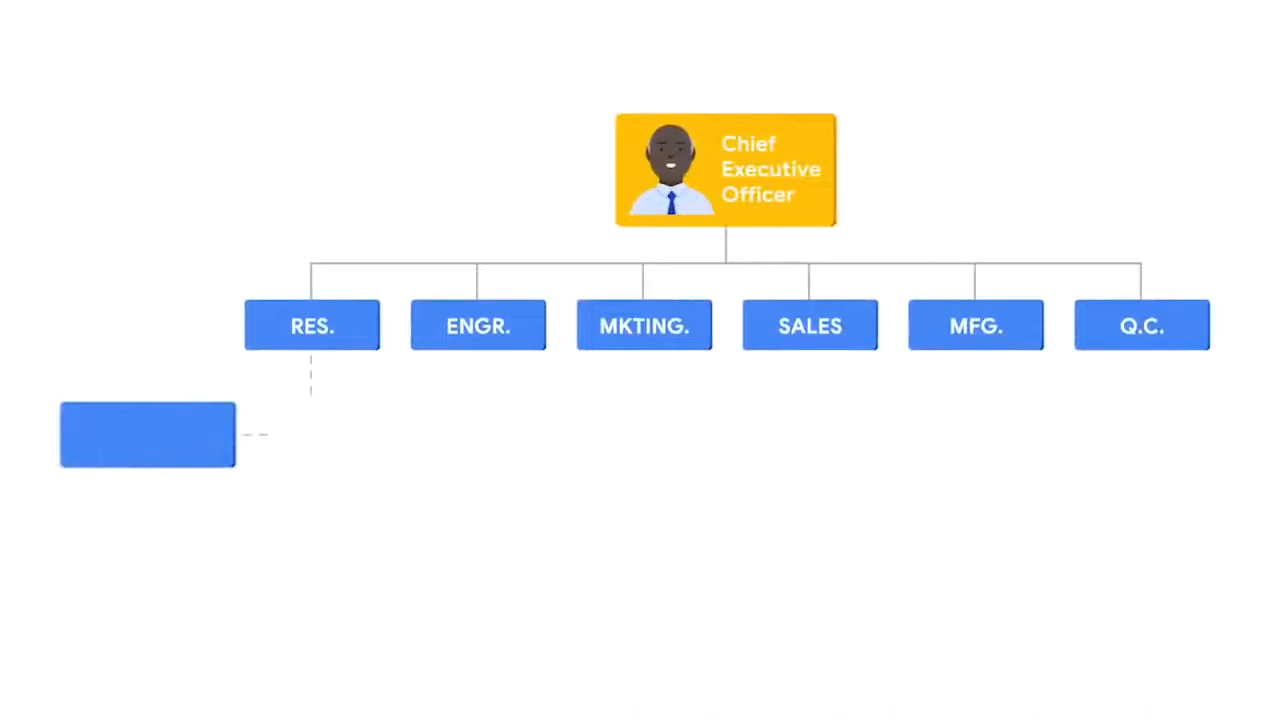 Chief
Executive
Officer
RES. ENGR. MKTING. SALES MFG. Q.C.